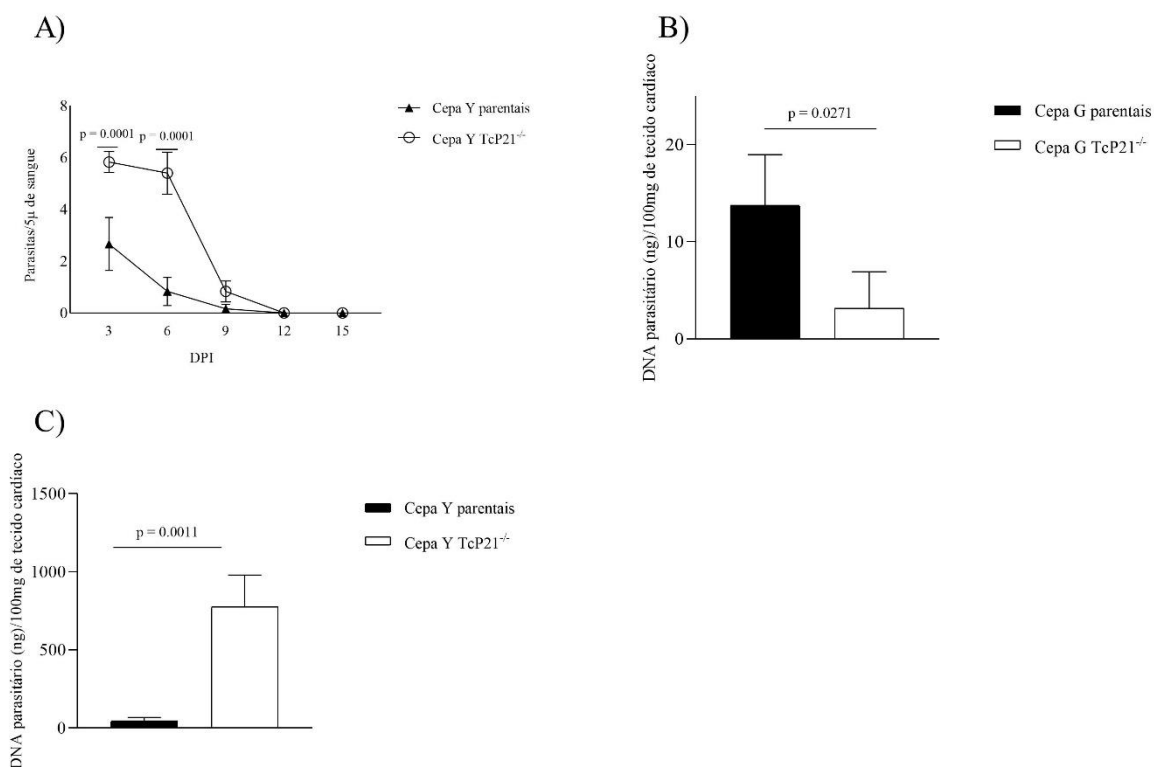 A)
8
6
4
2
0
Parasitas/5µ de sangue
p = 0.0001
p = 0.0001
3
6
9
12
15
DPI
Cepa Y parentais
Cepa Y TcP21-/-
B)
DNA parasitário (ng)/100mg de tecido cardíaco
20
10
0
p = 0.0271
Cepa G parentais
Cepa G TcP21-/-
C)
DNA parasitário (ng)/100mg de tecido cardíaco
1500
1000
500
0
p = 0.0011
Cepa Y parentais
Cepa Y TcP21-/-